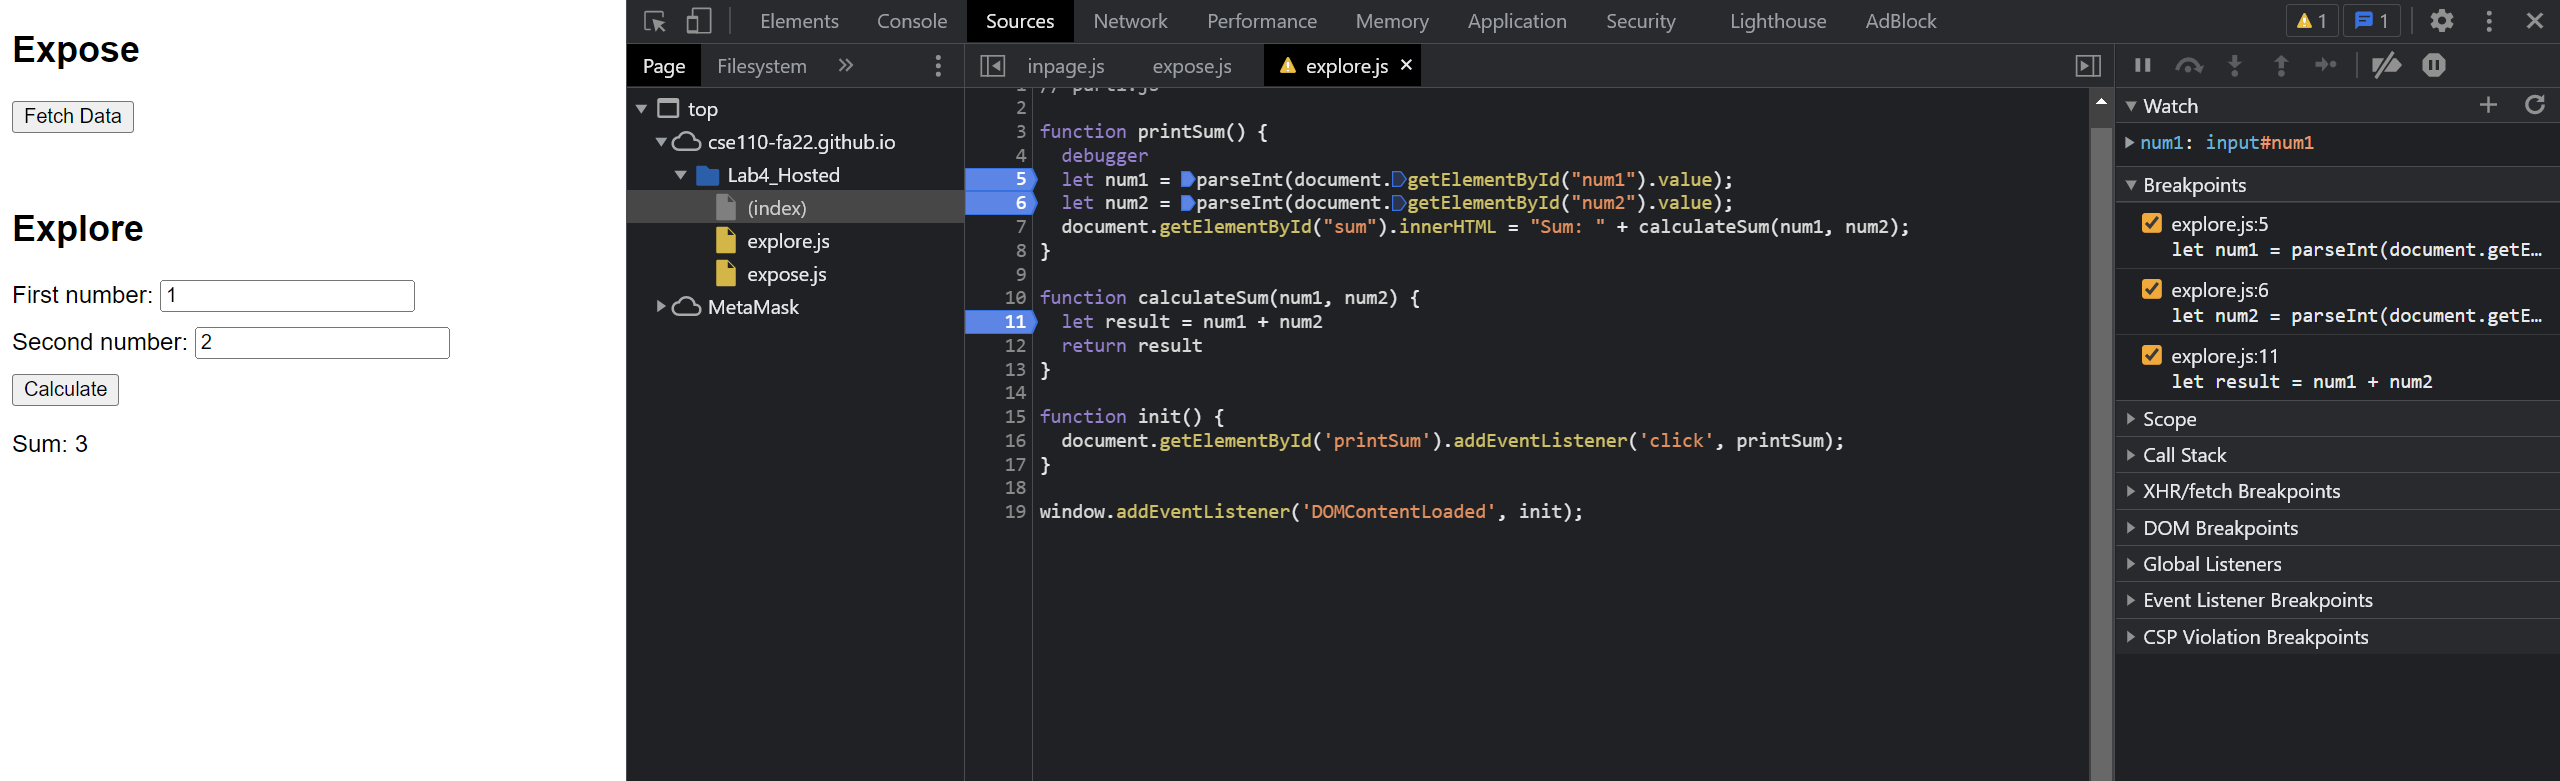 Expose
Fetch Data
Explore
First number: 1
Second number: 2
Calculate
Sum: 3
Elements Console Sources Network Performance Memory Application Security Lighthouse AdBlock 1 1
Page Filesystem
top
cse110-fa22.github.io
Lab4_Hosted
(index)
explore.js
expose.js
MetaMask
inpage.js expose.js explore.js
1 // part1.js
2
3 function printSum() {
4 debugger
5 let num1 = parseInt(document.getElementById("num1").value);
6 let num2 = parseInt(document.getElementById("num2").value);
7 document.getElementById("sum").innerHTML = "Sum: " + calculateSum(num1, num2);
8 }
9
10 function calculateSum(num1, num2) {
11 let result = num1 + num2
12 return result
13 }
14
15 function init() {
16 document.getElementById('printSum').addEventListener('click', printSum);
17 }
18
19 window.addEventListener('DOMContentLoaded', init);
Watch
num1: input#num1
Breakpoints
explore.js:5
let num1 = parseInt(document.getE…
explore.js:6
let num2 = parseInt(document.getE…
explore.js:11
let result = num1 + num2
Scope
Call Stack
XHR/fetch Breakpoints
DOM Breakpoints
Global Listeners
Event Listener Breakpoints
CSP Violation Breakpoints